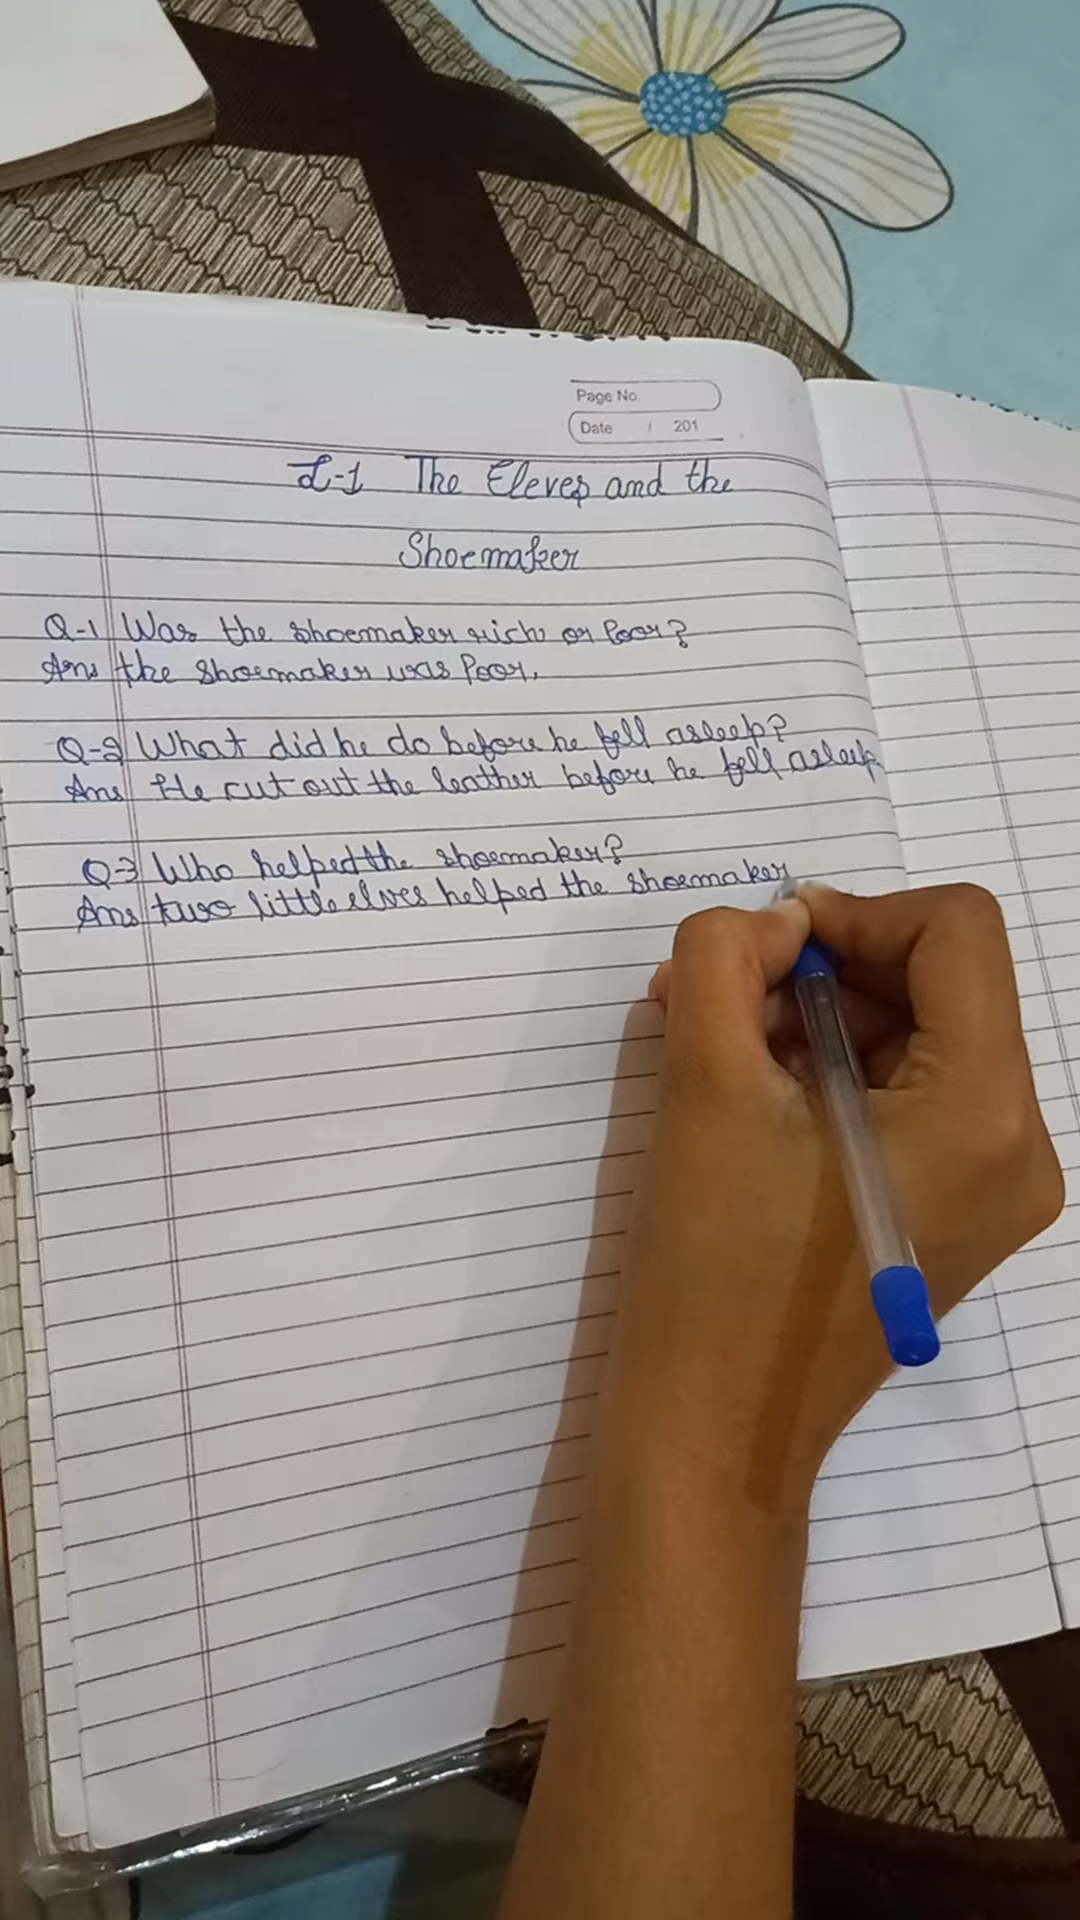 Page No.
Date / 201
L-1 The Eleves and the
Shoemaker
Q-1 Was the shoemaker rich or Poor?
Ans the shoemaker was Poor.
Q-2 What did he do before he fell asleep?
Ans He cut out the leather before he fell asleep.
Q-3 Who helped the shoemaker?
Ans two little elves helped the shoemaker